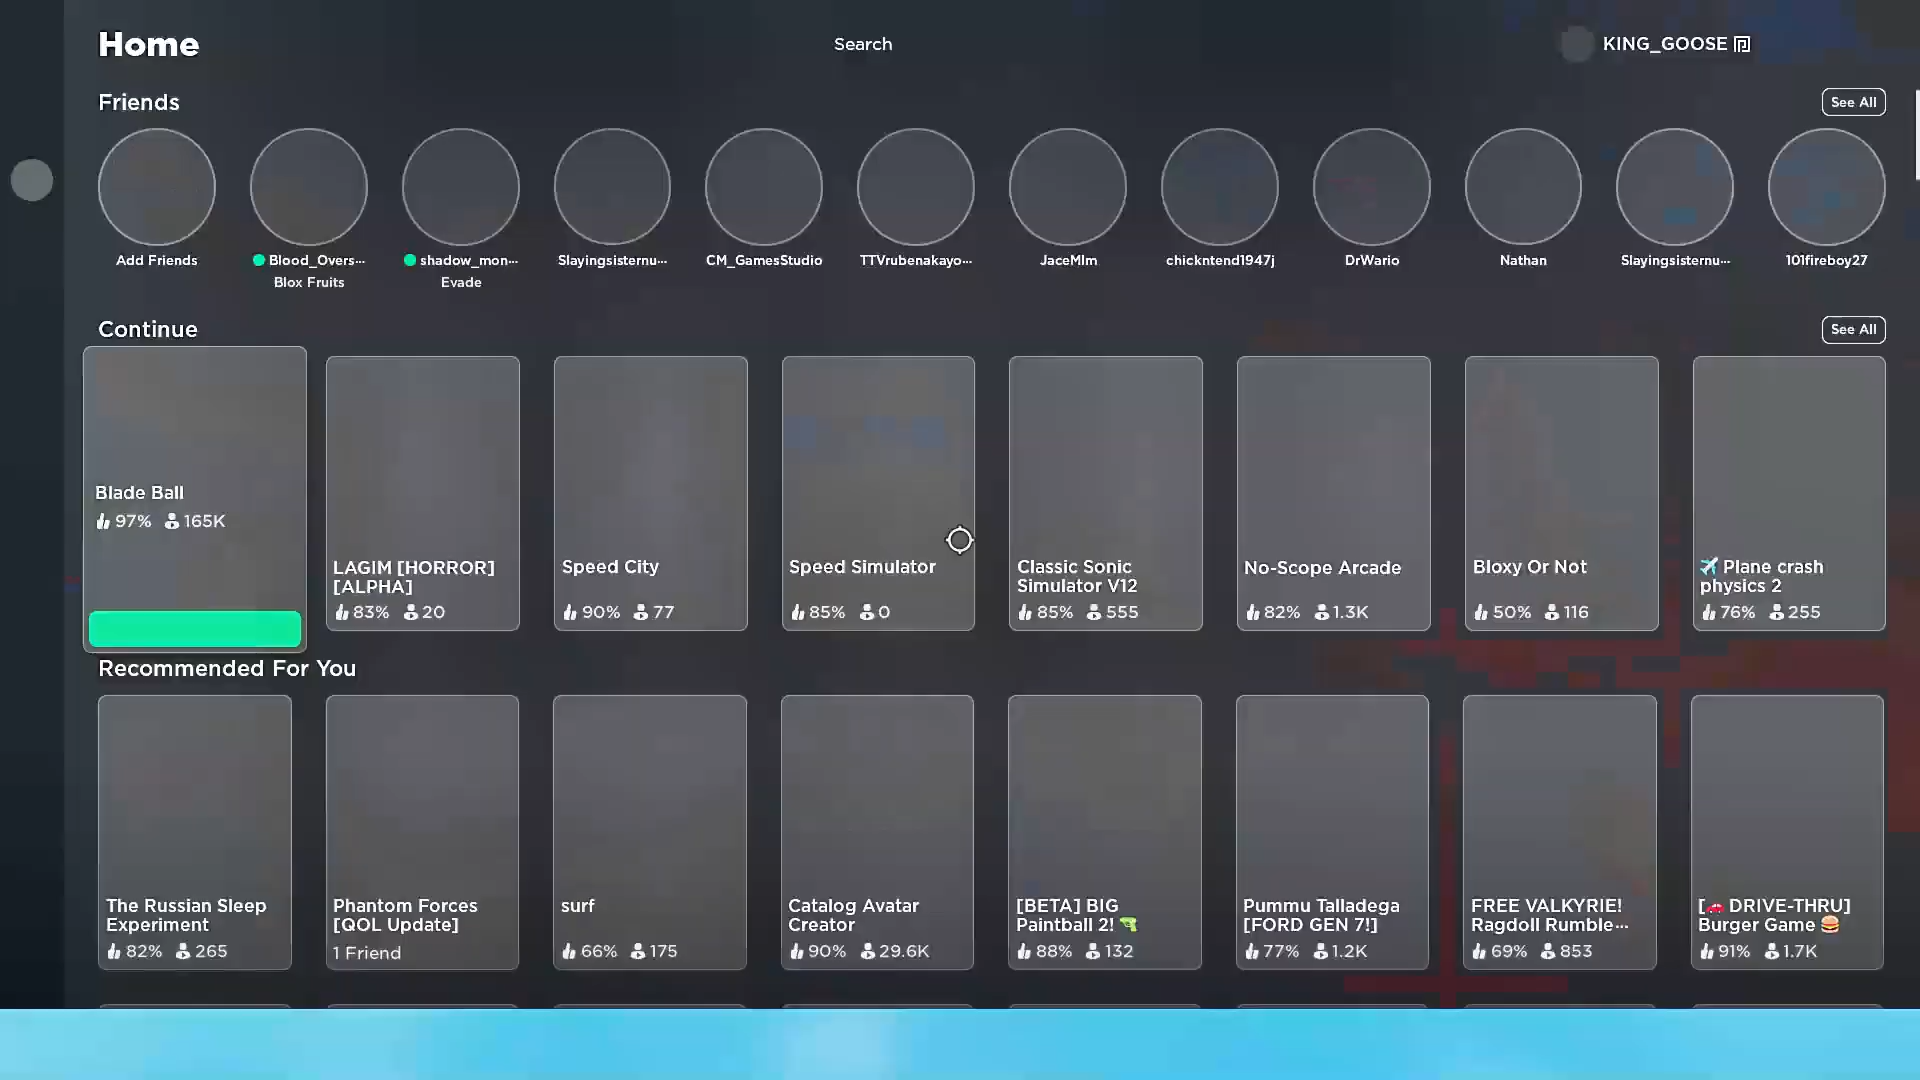 Home
Search
KING_GOOSE
Friends
See All
Add Friends
Blood_Overs...
Blox Fruits
shadow_mon...
Evade
Slayingsisternu...
CM_GamesStudio
TTVrubenakayo...
JaceMlm
chickntend1947j
DrWario
Nathan
Slayingsisternu...
101fireboy27
Continue
See All
Blade Ball
97% 165K
LAGIM [HORROR]
[ALPHA]
83% 20
Speed City
90% 77
Speed Simulator
85% 0
Classic Sonic
Simulator V12
85% 555
No-Scope Arcade
82% 1.3K
Bloxy Or Not
50% 116
✈️ Plane crash
physics 2
76% 255
Recommended For You
The Russian Sleep
Experiment
82% 265
Phantom Forces
[QOL Update]
1 Friend
surf
66% 175
Catalog Avatar
Creator
90% 29.6K
[BETA] BIG
Paintball 2! 🔫
88% 132
Pummu Talladega
[FORD GEN 7!]
77% 1.2K
FREE VALKYRIE!
Ragdoll Rumble...
69% 853
[🚗 DRIVE-THRU]
Burger Game 🍔
91% 1.7K